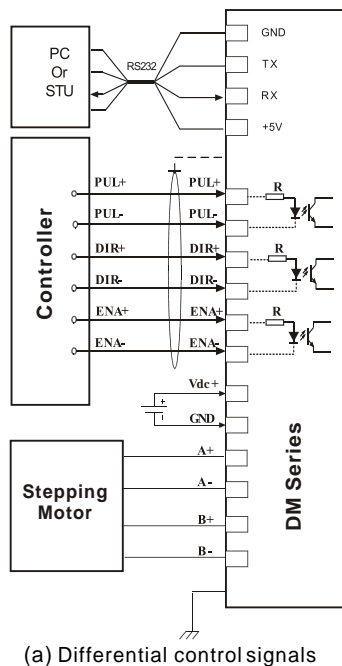 PC
Or
STU
RS232
GND
TX
RX
+5V
Controller
PUL+ PUL+ R
PUL- PUL-
DIR+ DIR+ R
DIR- DIR-
ENA+ ENA+ R
ENA- ENA-
Vdc+
+
-
GND
Stepping
Motor
A+
A-
B+
B-
DM Series
(a) Differential control signals